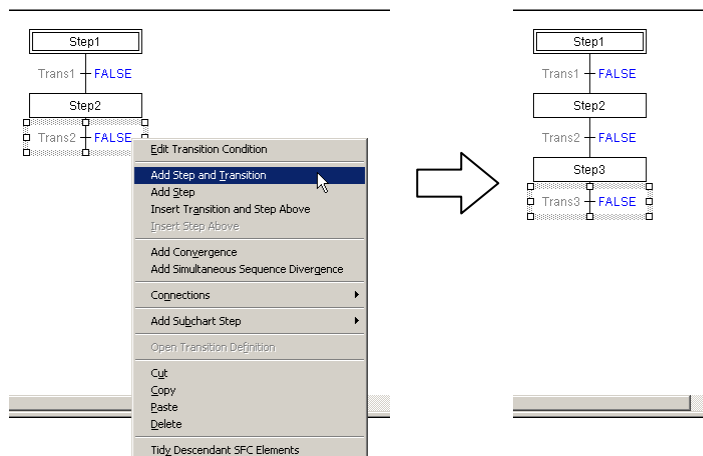 Step1
Trans1 FALSE
Step2
Trans2 FALSE
Edit Transition Condition
Add Step and Transition
Add Step
Insert Transition and Step Above
Insert Step Above
Add Convergence
Add Simultaneous Sequence Divergence
Connections
Add Subchart Step
Open Transition Definition
Cut
Copy
Paste
Delete
Tidy Descendant SFC Elements
Step1
Trans1 FALSE
Step2
Trans2 FALSE
Step3
Trans3 FALSE